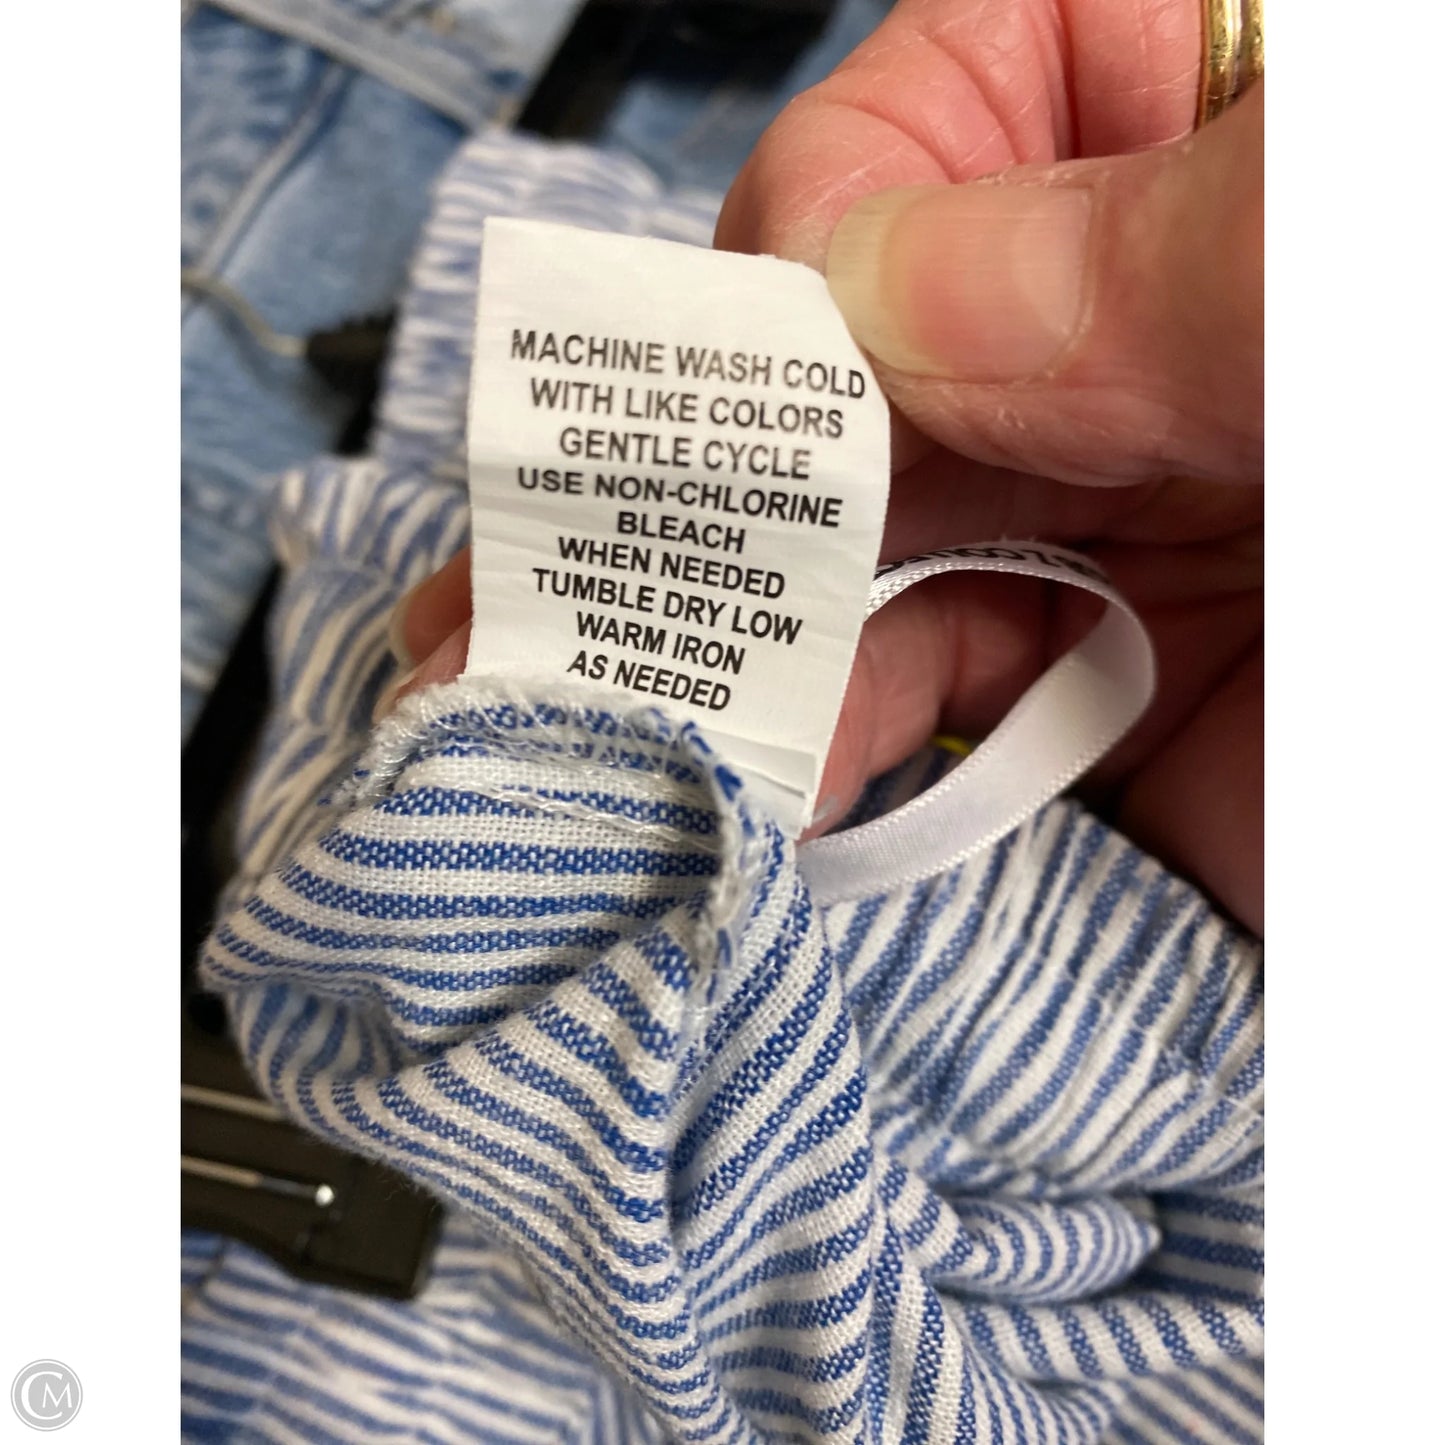 MACHINE WASH COLD
WITH LIKE COLORS
GENTLE CYCLE
USE NON-CHLORINE
BLEACH
WHEN NEEDED
TUMBLE DRY LOW
WARM IRON
AS NEEDED
CM